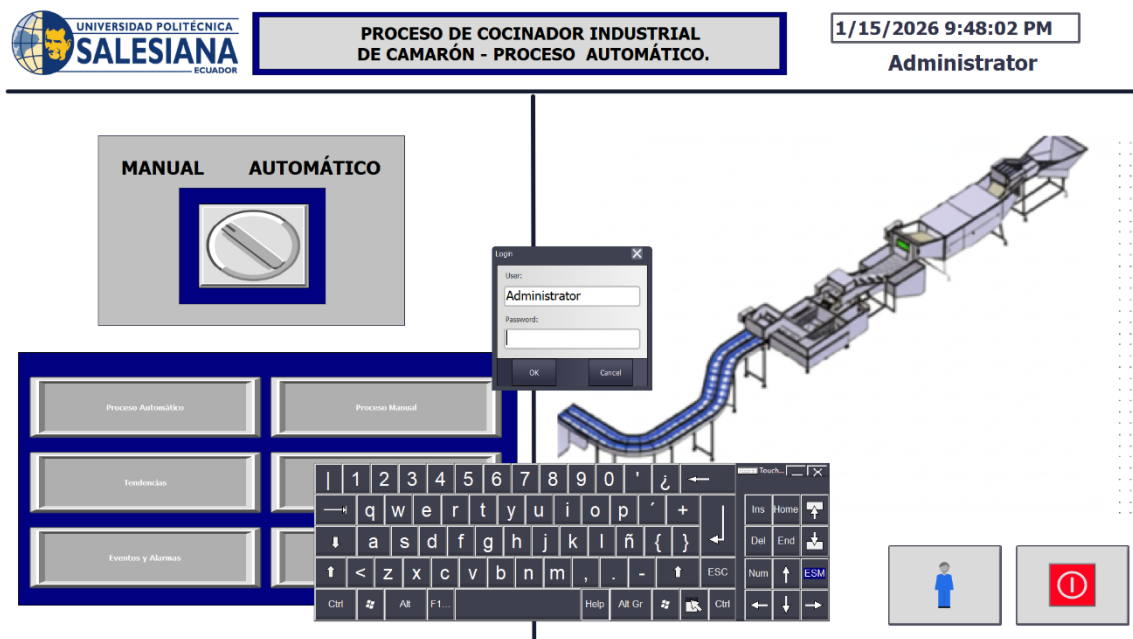 UNIVERSIDAD POLITÉCNICA
SALESIANA
ECUADOR
PROCESO DE COCINADOR INDUSTRIAL
DE CAMARÓN - PROCESO AUTOMÁTICO.
1/15/2026 9:48:02 PM
Administrator
MANUAL AUTOMÁTICO
Login
User:
Administrator
Password:
OK Cancel
Proceso Automático Proceso Manual
Tendencias
Eventos y Alarmas
Touch...
| 1 2 3 4 5 6 7 8 9 0 ' ¿ ←
q w e r t y u i o p ´ + Ins Home
a s d f g h j k l ñ { } Del End
< z x c v b n m , . - ESC Num ESM
Ctrl Alt F1... Help Alt Gr Ctrl